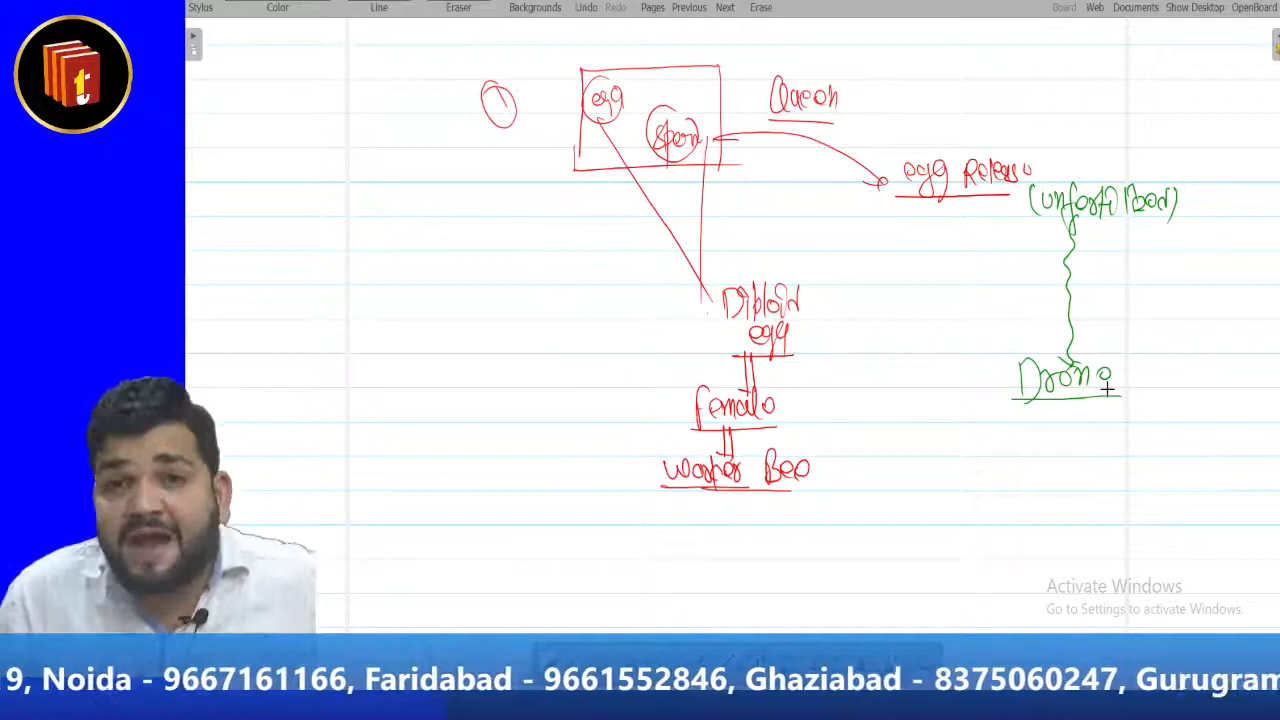 Stylus Color Line Eraser Backgrounds Undo Redo Pages Previous Next Erase Board Web Documents Show Desktop OpenBoard
t
1
egg
sperm
Queen
egg Release
(unfertilized)
Diploid
egg
female
worker Bee
Drone
Activate Windows
Go to Settings to activate Windows.
9, Noida - 9667161166, Faridabad - 9661552846, Ghaziabad - 8375060247, Gurugram